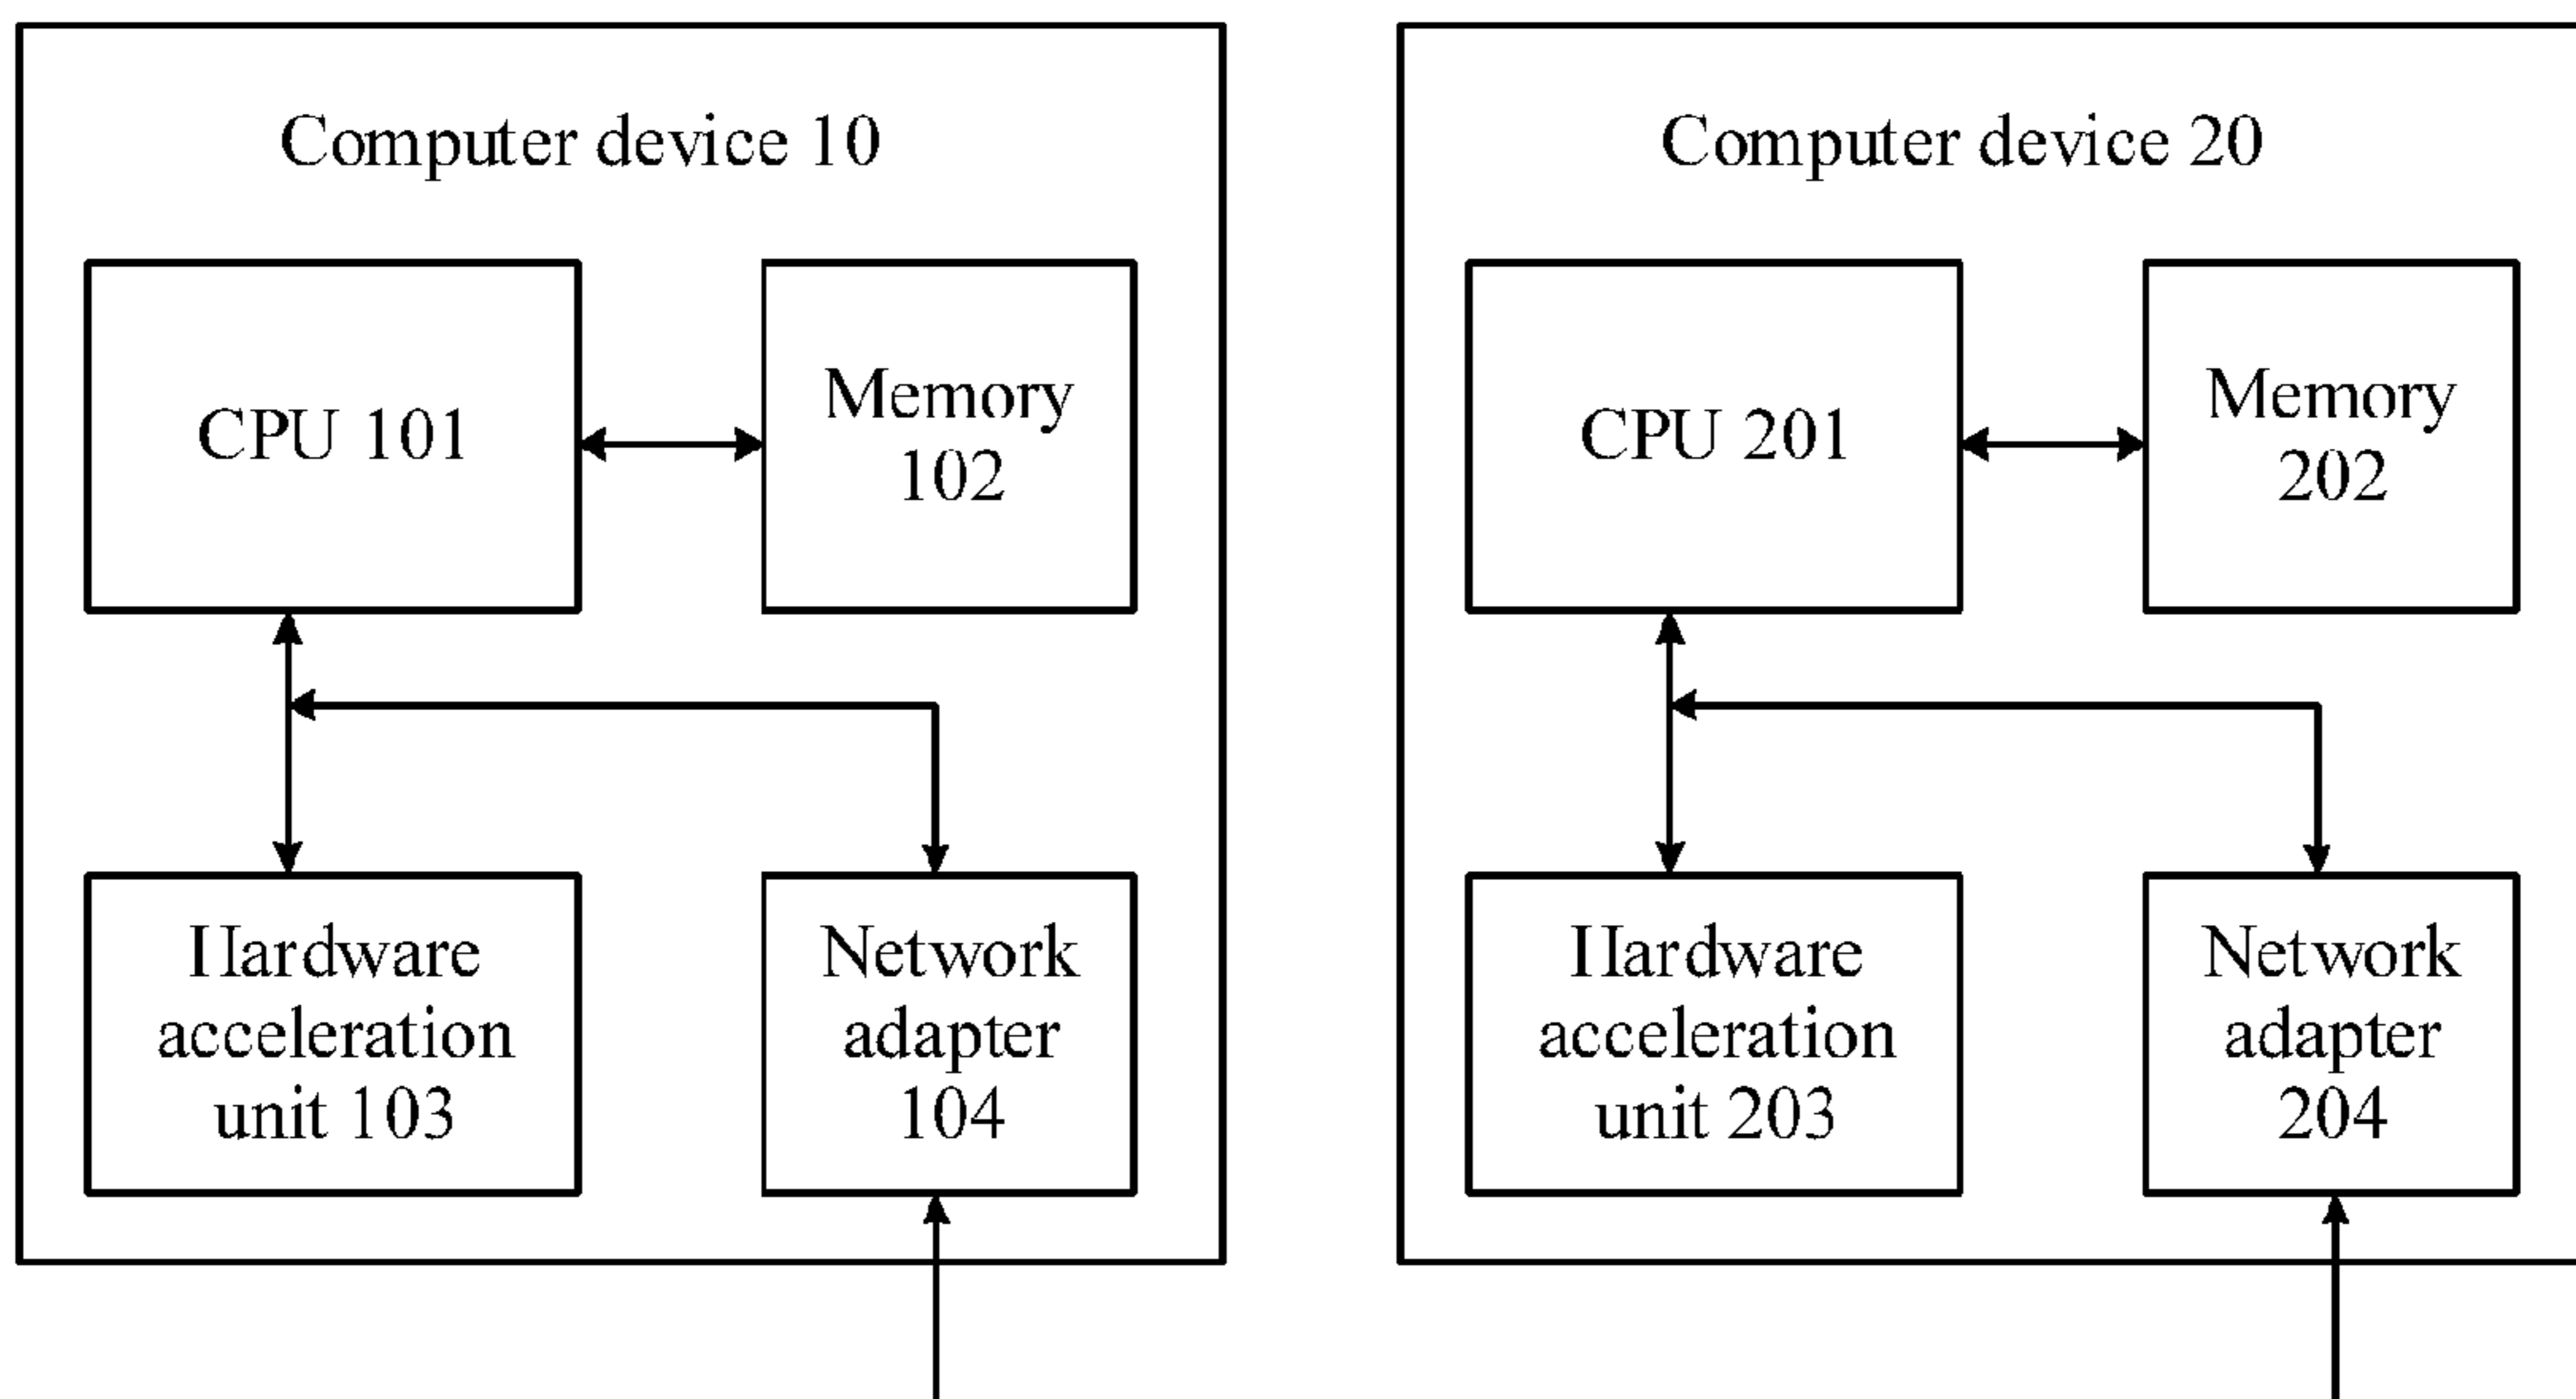 Computer device 10
CPU 101
Memory
102
Hardware
acceleration
unit 103
Network
adapter
104
Computer device 20
CPU 201
Memory
202
Hardware
acceleration
unit 203
Network
adapter
204